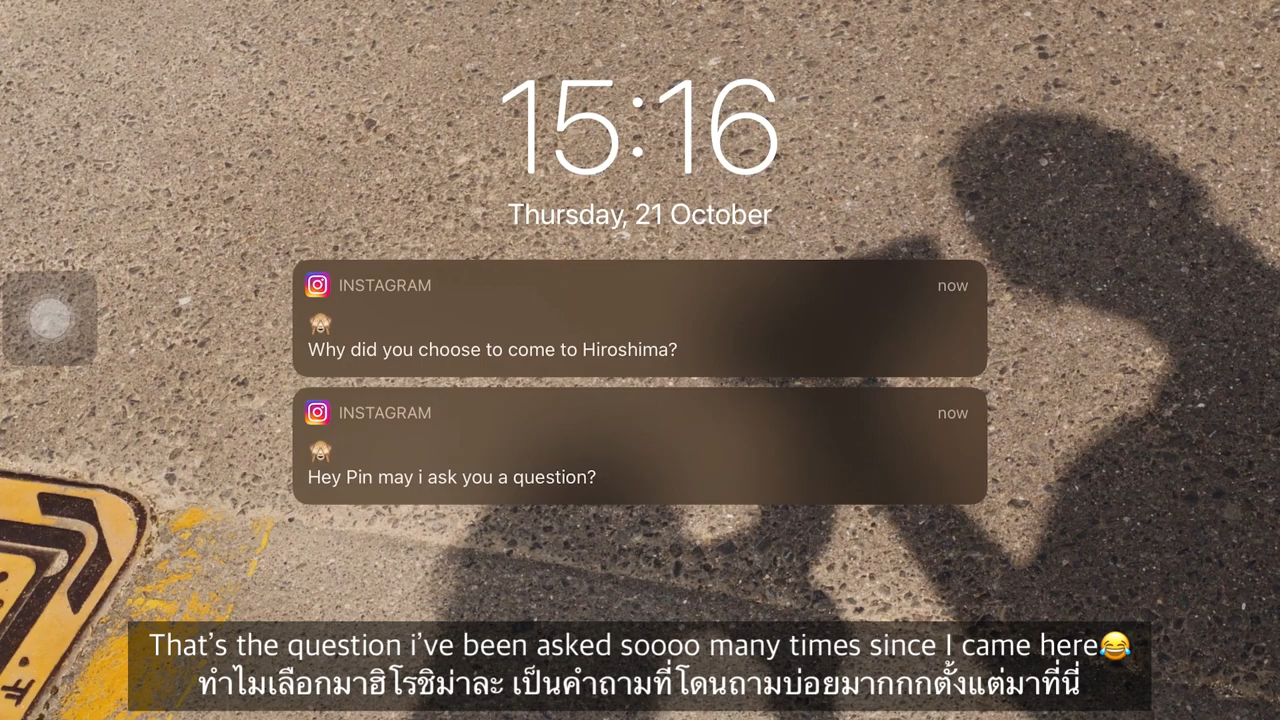 15:16
Thursday, 21 October
INSTAGRAM
now
🙈
Why did you choose to come to Hiroshima?
INSTAGRAM
now
🙈
Hey Pin may i ask you a question?
That's the question i've been asked soooo many times since I came here😂
ทำไมเลือกมาฮิโรชิม่าละ เป็นคำถามที่โดนถามบ่อยมากกกตั้งแต่มาที่นี่